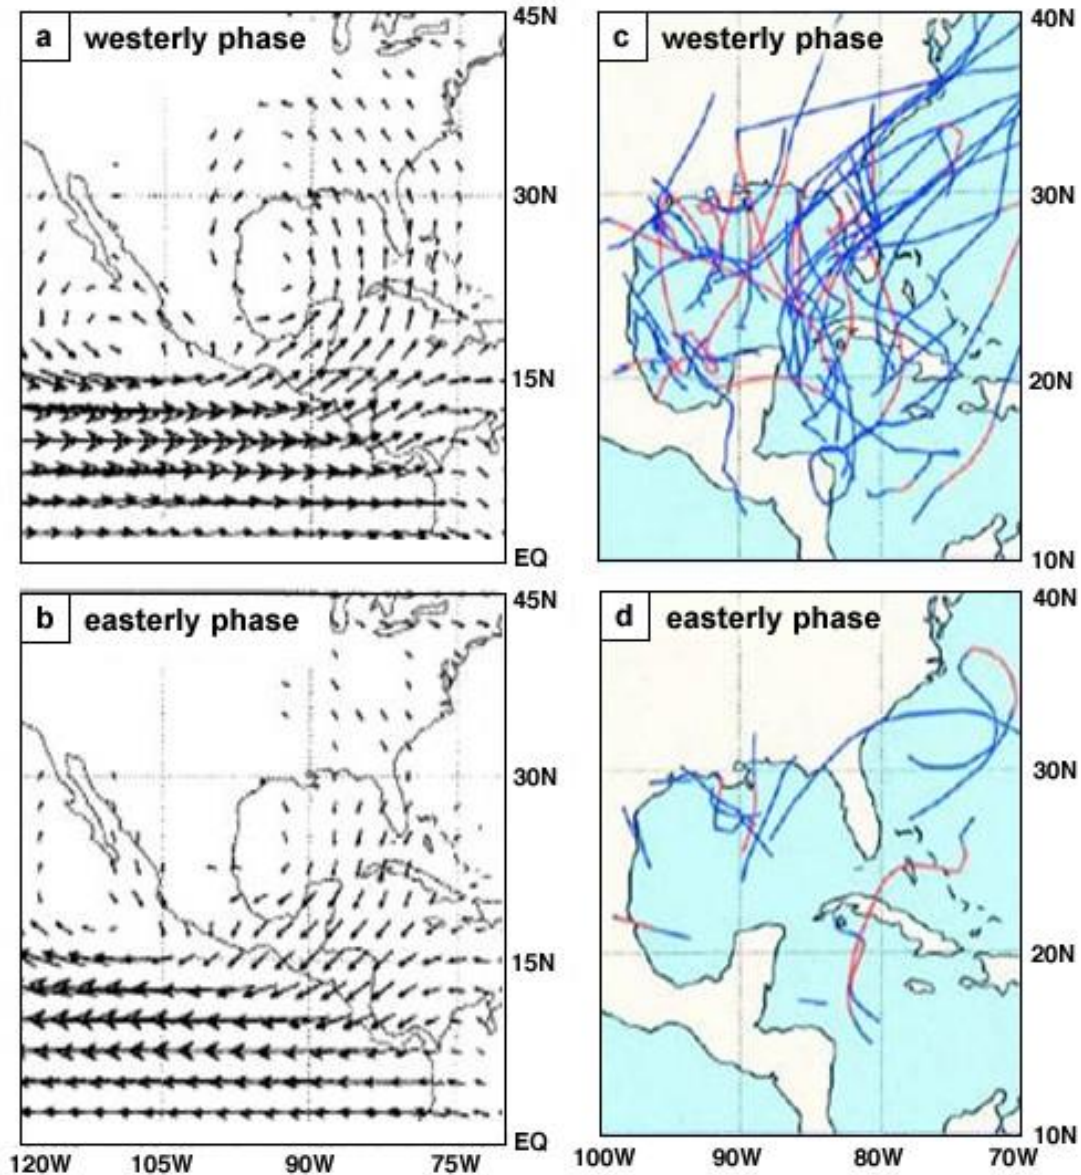 a westerly phase
45N
30N
15N
EQ
c westerly phase
40N
30N
20N
10N
b easterly phase
45N
30N
15N
EQ
120W 105W 90W 75W
d easterly phase
40N
30N
20N
10N
100W 90W 80W 70W